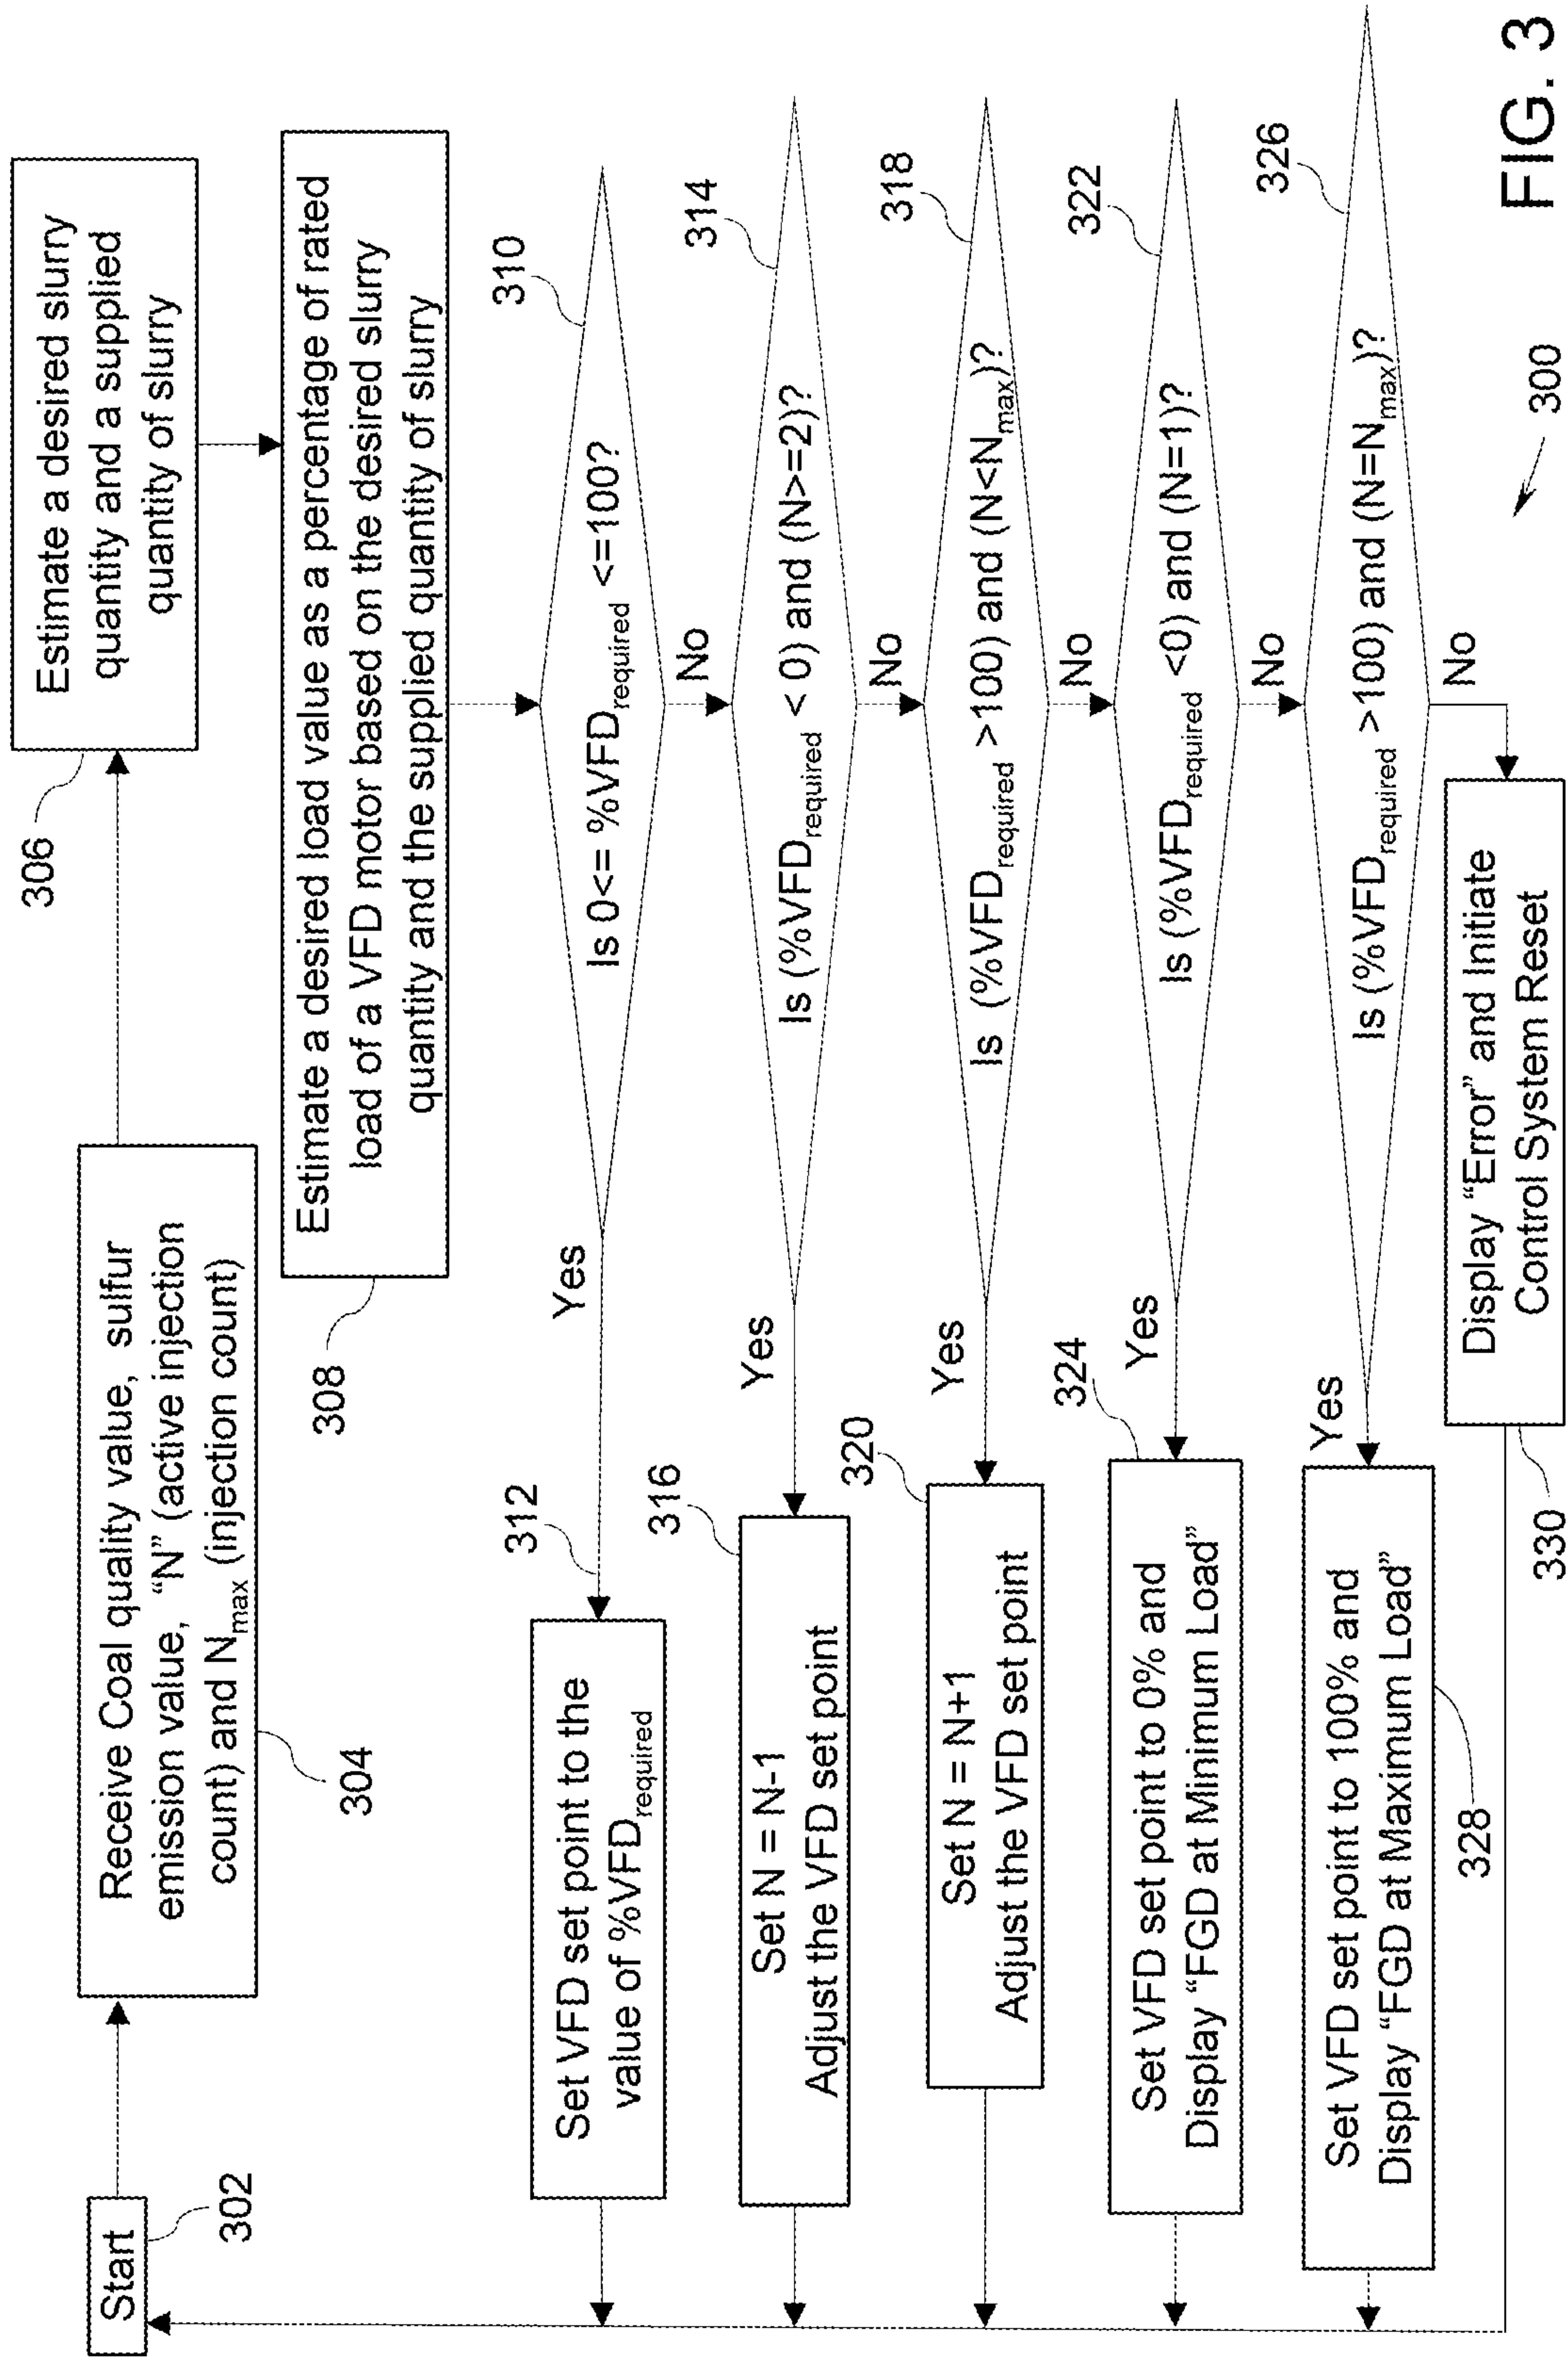 Start
302
Receive Coal quality value, sulfur
emission value, “N” (active injection
count) and Nmax (injection count)
304
Estimate a desired slurry
quantity and a supplied
quantity of slurry
306
Estimate a desired load value as a percentage of rated
load of a VFD motor based on the desired slurry
quantity and the supplied quantity of slurry
308
Is 0<= %VFDrequired <=100?
310
Yes
No
Set VFD set point to the
value of %VFDrequired
312
Is (%VFDrequired < 0) and (N>=2)?
314
Yes
No
Set N = N-1
Adjust the VFD set point
316
Is (%VFDrequired >100) and (N<Nmax)?
318
Yes
No
Set N = N+1
Adjust the VFD set point
320
Is (%VFDrequired <0) and (N=1)?
322
Yes
No
Set VFD set point to 0% and
Display “FGD at Minimum Load”
324
Is (%VFDrequired >100) and (N=Nmax)?
326
Yes
No
Set VFD set point to 100% and
Display “FGD at Maximum Load”
328
Display “Error” and Initiate
Control System Reset
330
300
FIG. 3